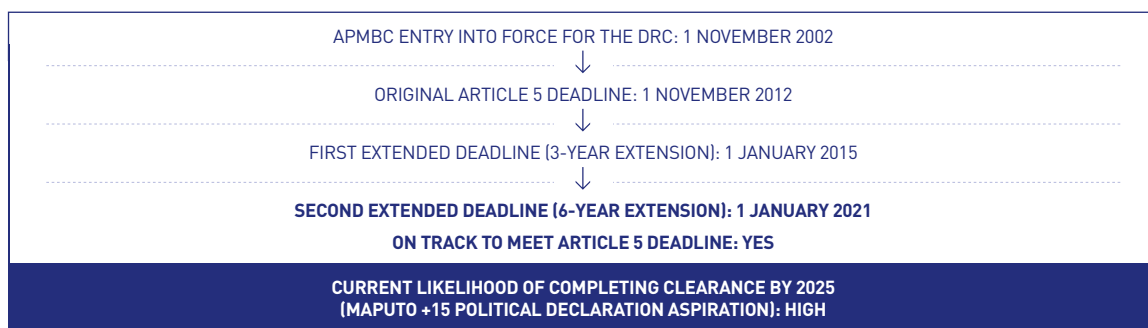 APMBC ENTRY INTO FORCE FOR THE DRC: 1 NOVEMBER 2002
ORIGINAL ARTICLE 5 DEADLINE: 1 NOVEMBER 2012
FIRST EXTENDED DEADLINE (3-YEAR EXTENSION): 1 JANUARY 2015
SECOND EXTENDED DEADLINE (6-YEAR EXTENSION): 1 JANUARY 2021
ON TRACK TO MEET ARTICLE 5 DEADLINE: YES
CURRENT LIKELIHOOD OF COMPLETING CLEARANCE BY 2025
(MAPUTO +15 POLITICAL DECLARATION ASPIRATION): HIGH